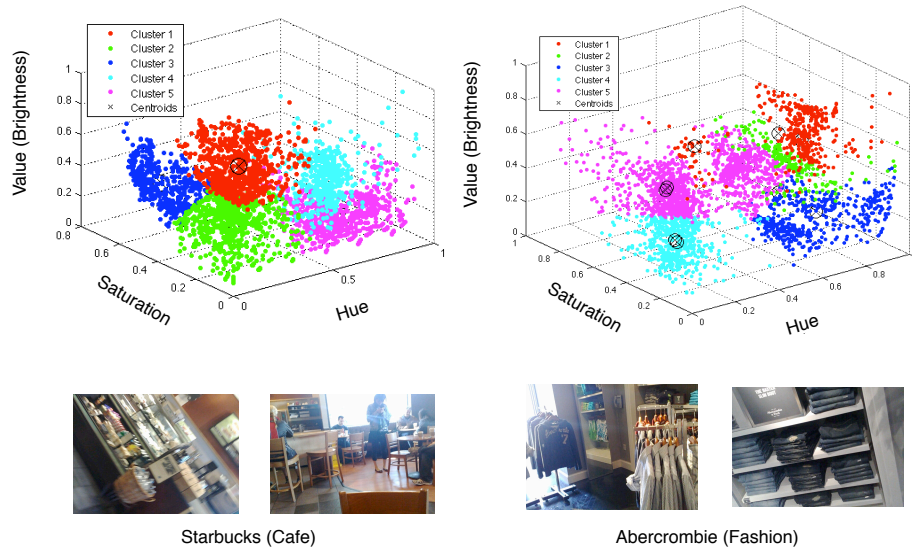 Cluster 1
Cluster 2
Cluster 3
Cluster 4
Cluster 5
Centroids
Value (Brightness)
1
0.8
0.6
0.4
0.2
0
0.8
0.6
0.4
0.2
0
0
0.5
1
Saturation
Hue
Cluster 1
Cluster 2
Cluster 3
Cluster 4
Cluster 5
Centroids
Value (Brightness)
1
0.8
0.6
0.4
0.2
0
1
0.8
0.6
0.4
0.2
0
0
0.2
0.4
0.6
0.8
Saturation
Hue
7
Starbucks (Cafe)
Abercrombie (Fashion)